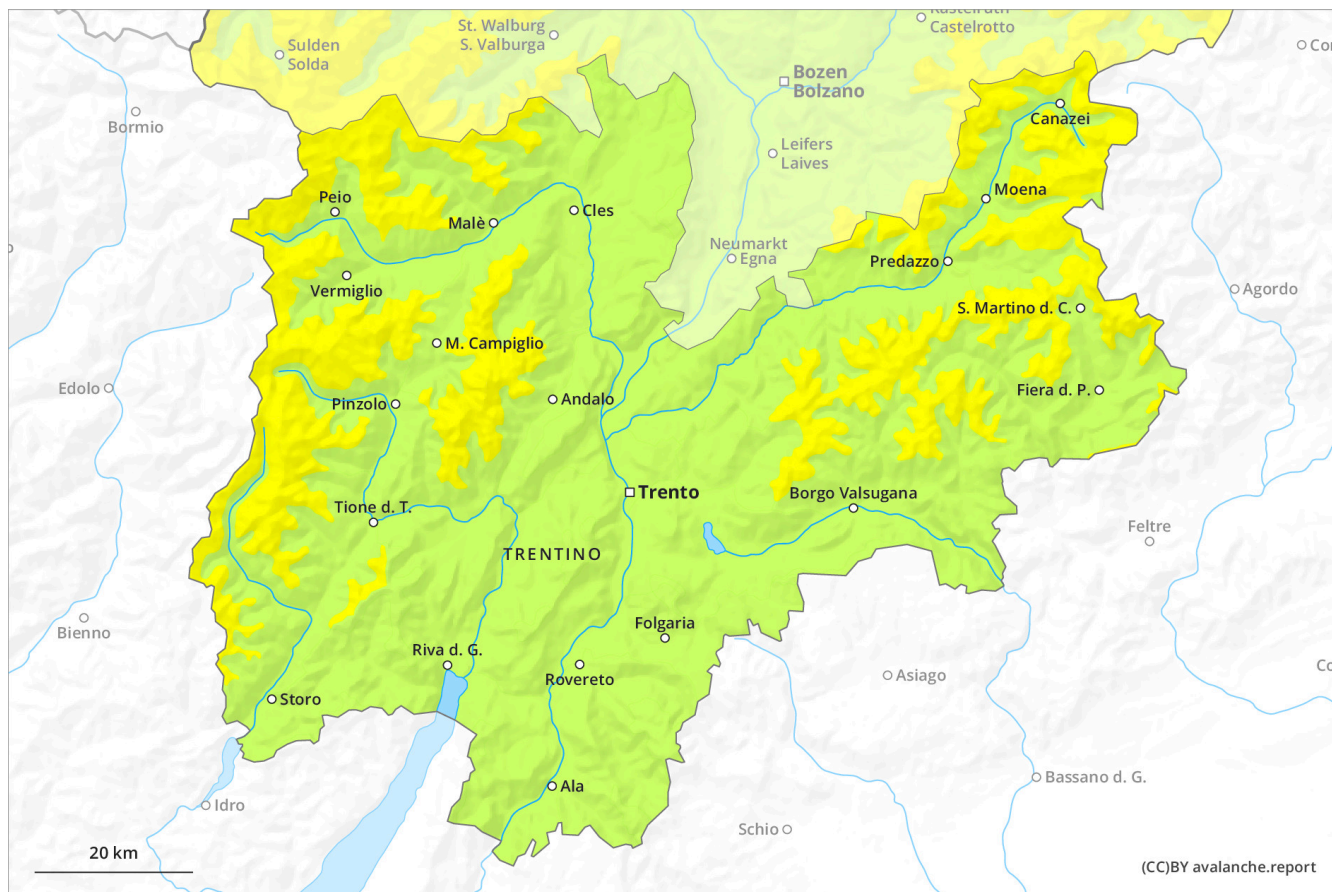 Kastelruth
Castelrotto
St. Walburg
S. Valburga
Sulden
Solda
Bozen
Bolzano
Bormio
Canazei
Leifers
Laives
Peio
Malè
Cles
Moena
Neumarkt
Egna
Predazzo
Vermiglio
Agordo
S. Martino d. C.
M. Campiglio
Edolo
Pinzolo
Andalo
Fiera d. P.
Trento
Borgo Valsugana
Tione d. T.
Feltre
TRENTINO
Bienno
Folgaria
Riva d. G.
Rovereto
Asiago
Storo
Bassano d. G.
Ala
Idro
Schio
20 km
(CC)BY avalanche.report